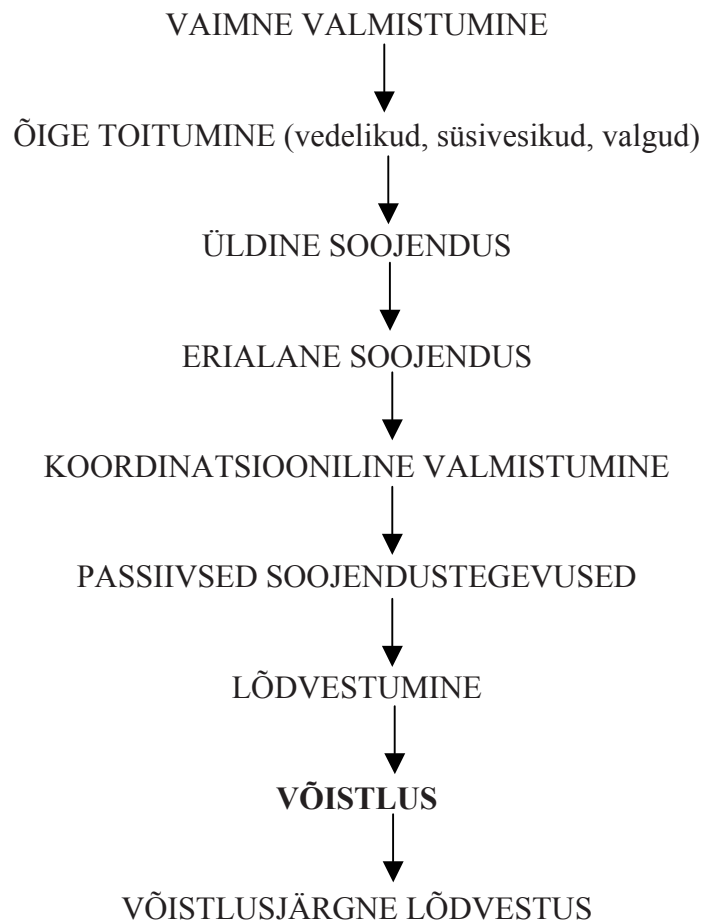 VAIMNE VALMISTUMINE
ÕIGE TOITUMINE (vedelikud, süsivesikud, valgud)
ÜLDINE SOOJENDUS
ERIALANE SOOJENDUS
KOORDINATSIOONILINE VALMISTUMINE
PASSIIVSED SOOJENDUSTEGEVUSED
LÕDVESTUMINE
VÕISTLUS
VÕISTLUSJÄRGNE LÕDVESTUS